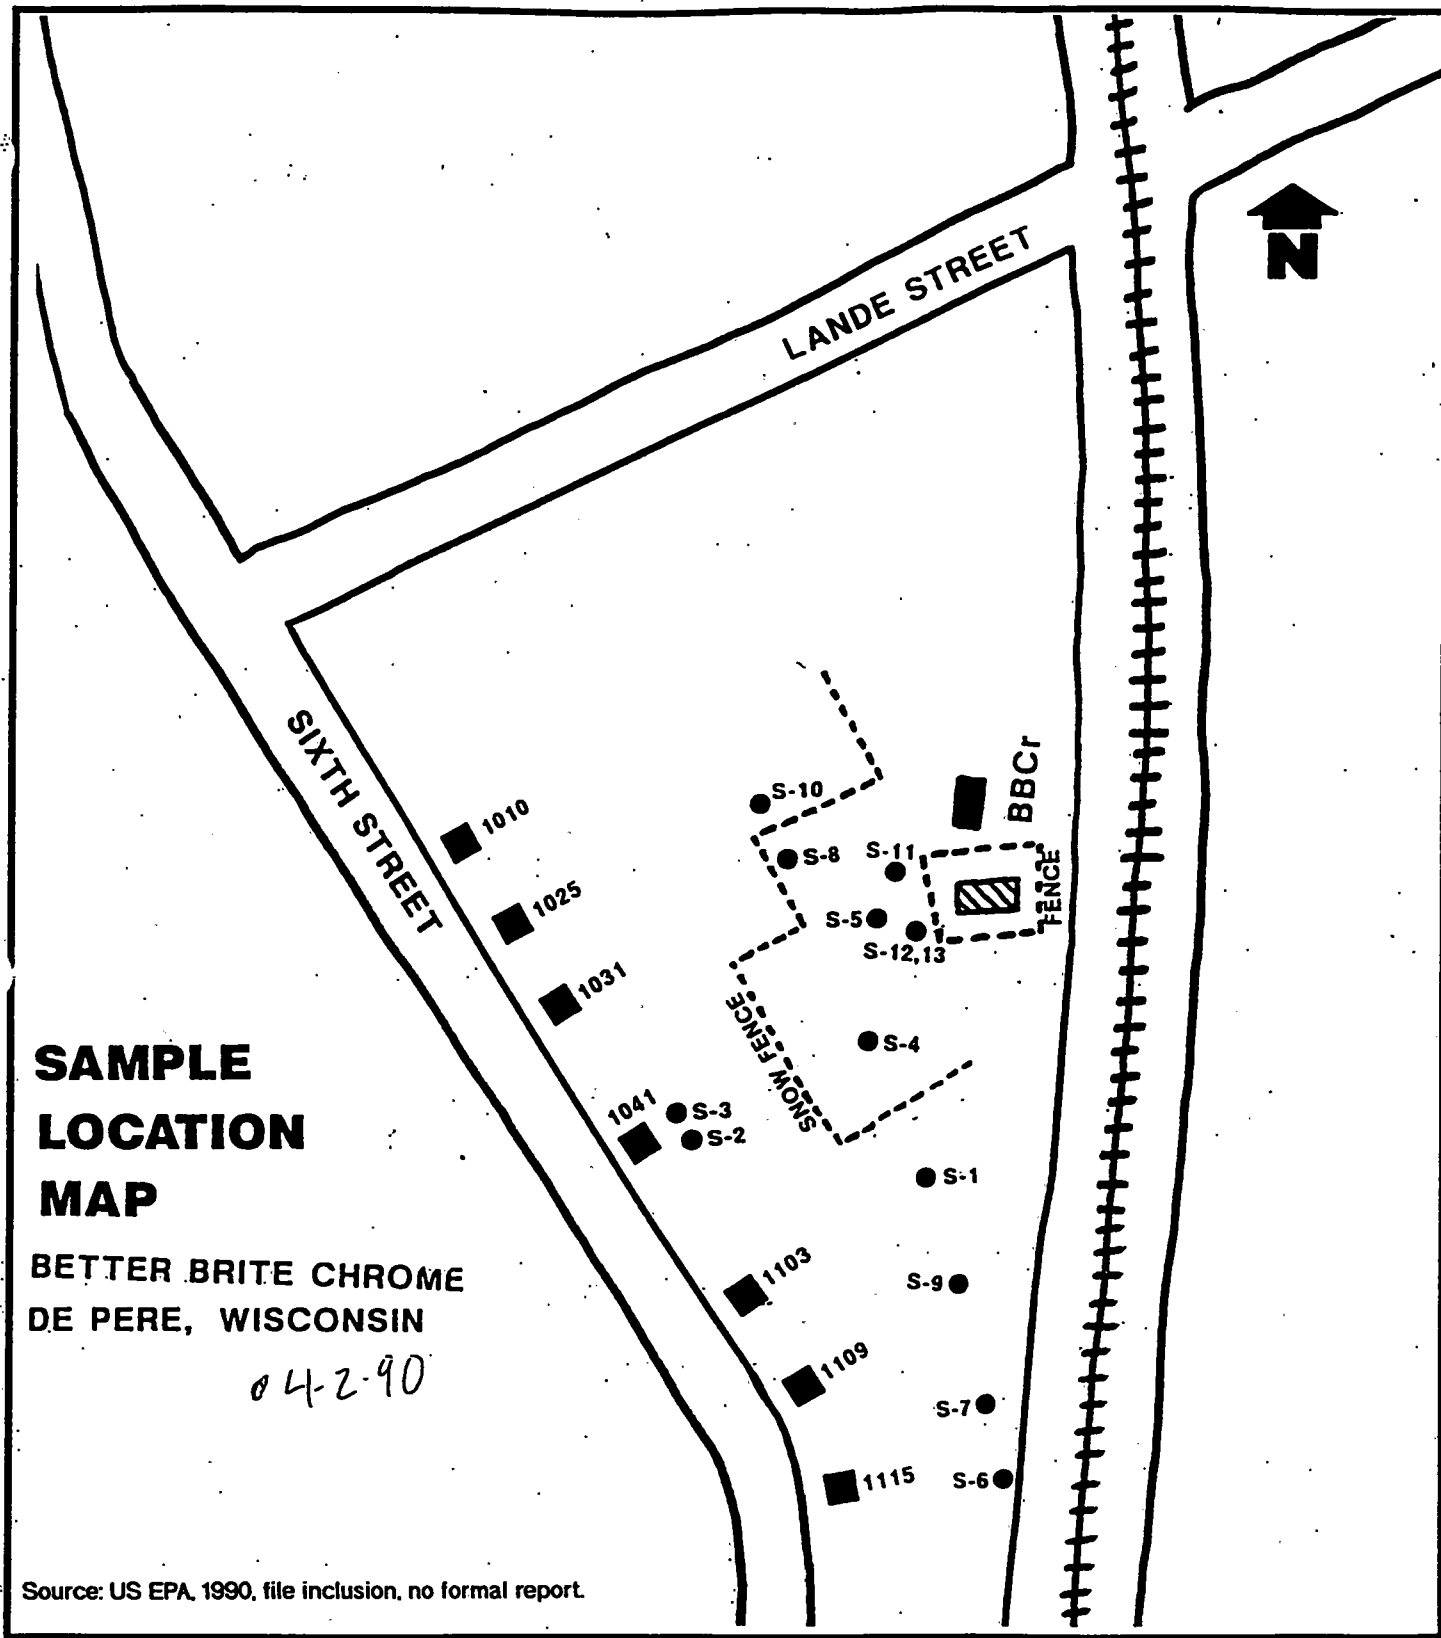 N
LANDE STREET
SIXTH STREET
BBCr
S-10
1010
S-8
S-11
FENCE
1025
S-5
S-12,13
1031
SNOW FENCE
S-4
SAMPLE
LOCATION
MAP
1041
S-3
S-2
S-1
BETTER BRITE CHROME
DE PERE, WISCONSIN
4-2-90
1103
S-9
1109
S-7
1115
S-6
Source: US EPA, 1990, file inclusion, no formal report.